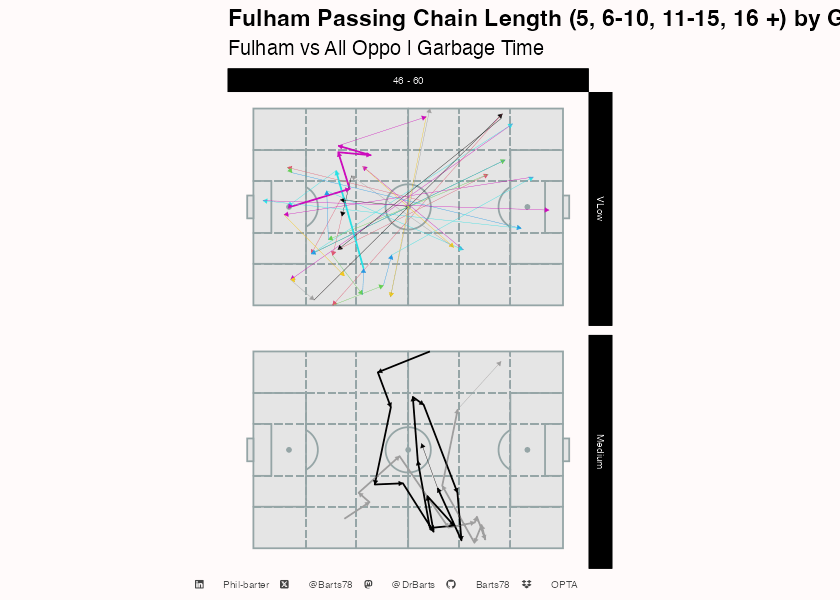 Fulham Passing Chain Length (5, 6-10, 11-15, 16 +) by G
Fulham vs All Oppo I Garbage Time
46 - 60
V.Low
Medium
Phil-barter @Barts78 @DrBarts Barts78 OPTA